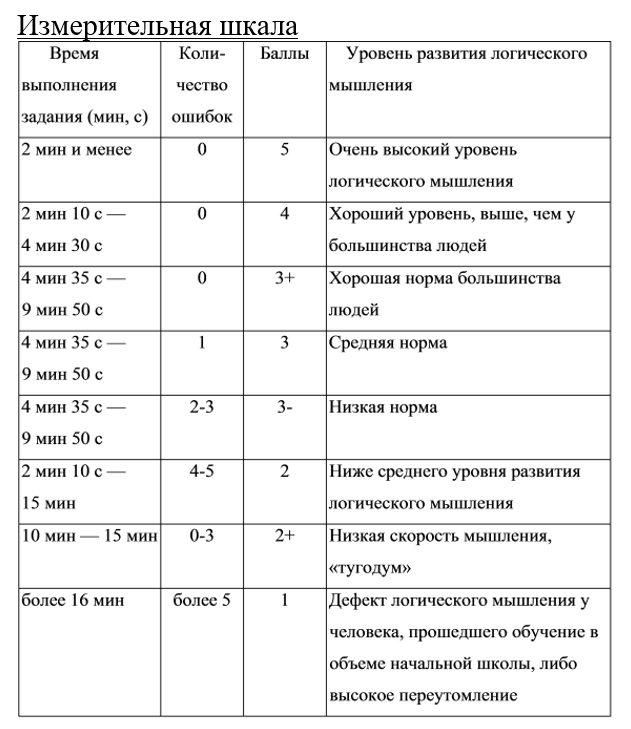 Измерительная шкала
Время выполнения задания (мин, с) Коли-чество ошибок Баллы Уровень развития логического мышления
2 мин и менее 0 5 Очень высокий уровень
логического мышления
2 мин 10 с — 0 4 Хороший уровень, выше, чем у
4 мин 30 с большинства людей
4 мин 35 с — 0 3+ Хорошая норма большинства
9 мин 50 с людей
4 мин 35 с — 1 3 Средняя норма
9 мин 50 с
4 мин 35 с — 2-3 3- Низкая норма
9 мин 50 с
2 мин 10 с — 4-5 2 Ниже среднего уровня развития
15 мин логического мышления
10 мин — 15 мин 0-3 2+ Низкая скорость мышления,
«тугодум»
более 16 мин более 5 1 Дефект логического мышления у
человека, прошедшего обучение в
объеме начальной школы, либо
высокое переутомление